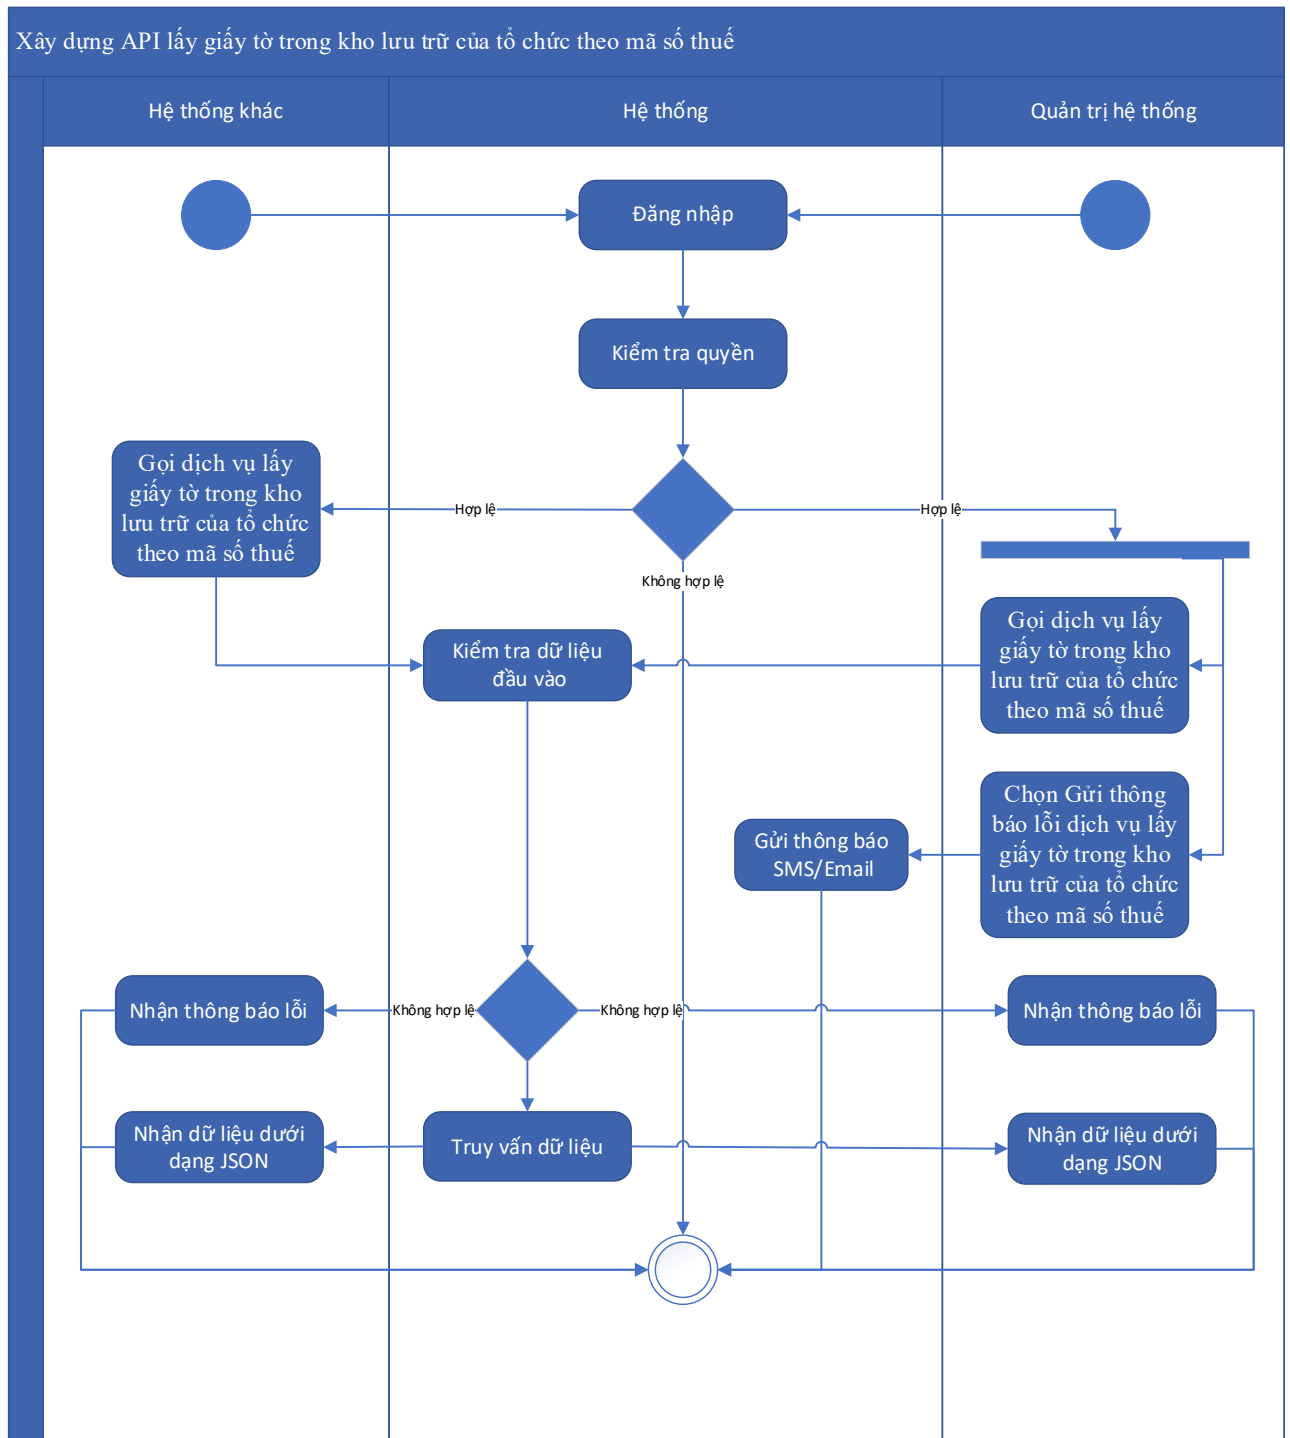 Xây dựng API lấy giấy tờ trong kho lưu trữ của tổ chức theo mã số thuế
Hệ thống khác
Hệ thống
Quản trị hệ thống
Đăng nhập
Kiểm tra quyền
Gọi dịch vụ lấy
giấy tờ trong kho
lưu trữ của tổ chức
theo mã số thuế
Hợp lệ
Hợp lệ
Không hợp lệ
Kiểm tra dữ liệu
đầu vào
Gọi dịch vụ lấy
giấy tờ trong kho
lưu trữ của tổ chức
theo mã số thuế
Gửi thông báo
SMS/Email
Chọn Gửi thông
báo lỗi dịch vụ lấy
giấy tờ trong kho
lưu trữ của tổ chức
theo mã số thuế
Nhận thông báo lỗi
Không hợp lệ
Không hợp lệ
Nhận thông báo lỗi
Nhận dữ liệu dưới
dạng JSON
Truy vấn dữ liệu
Nhận dữ liệu dưới
dạng JSON